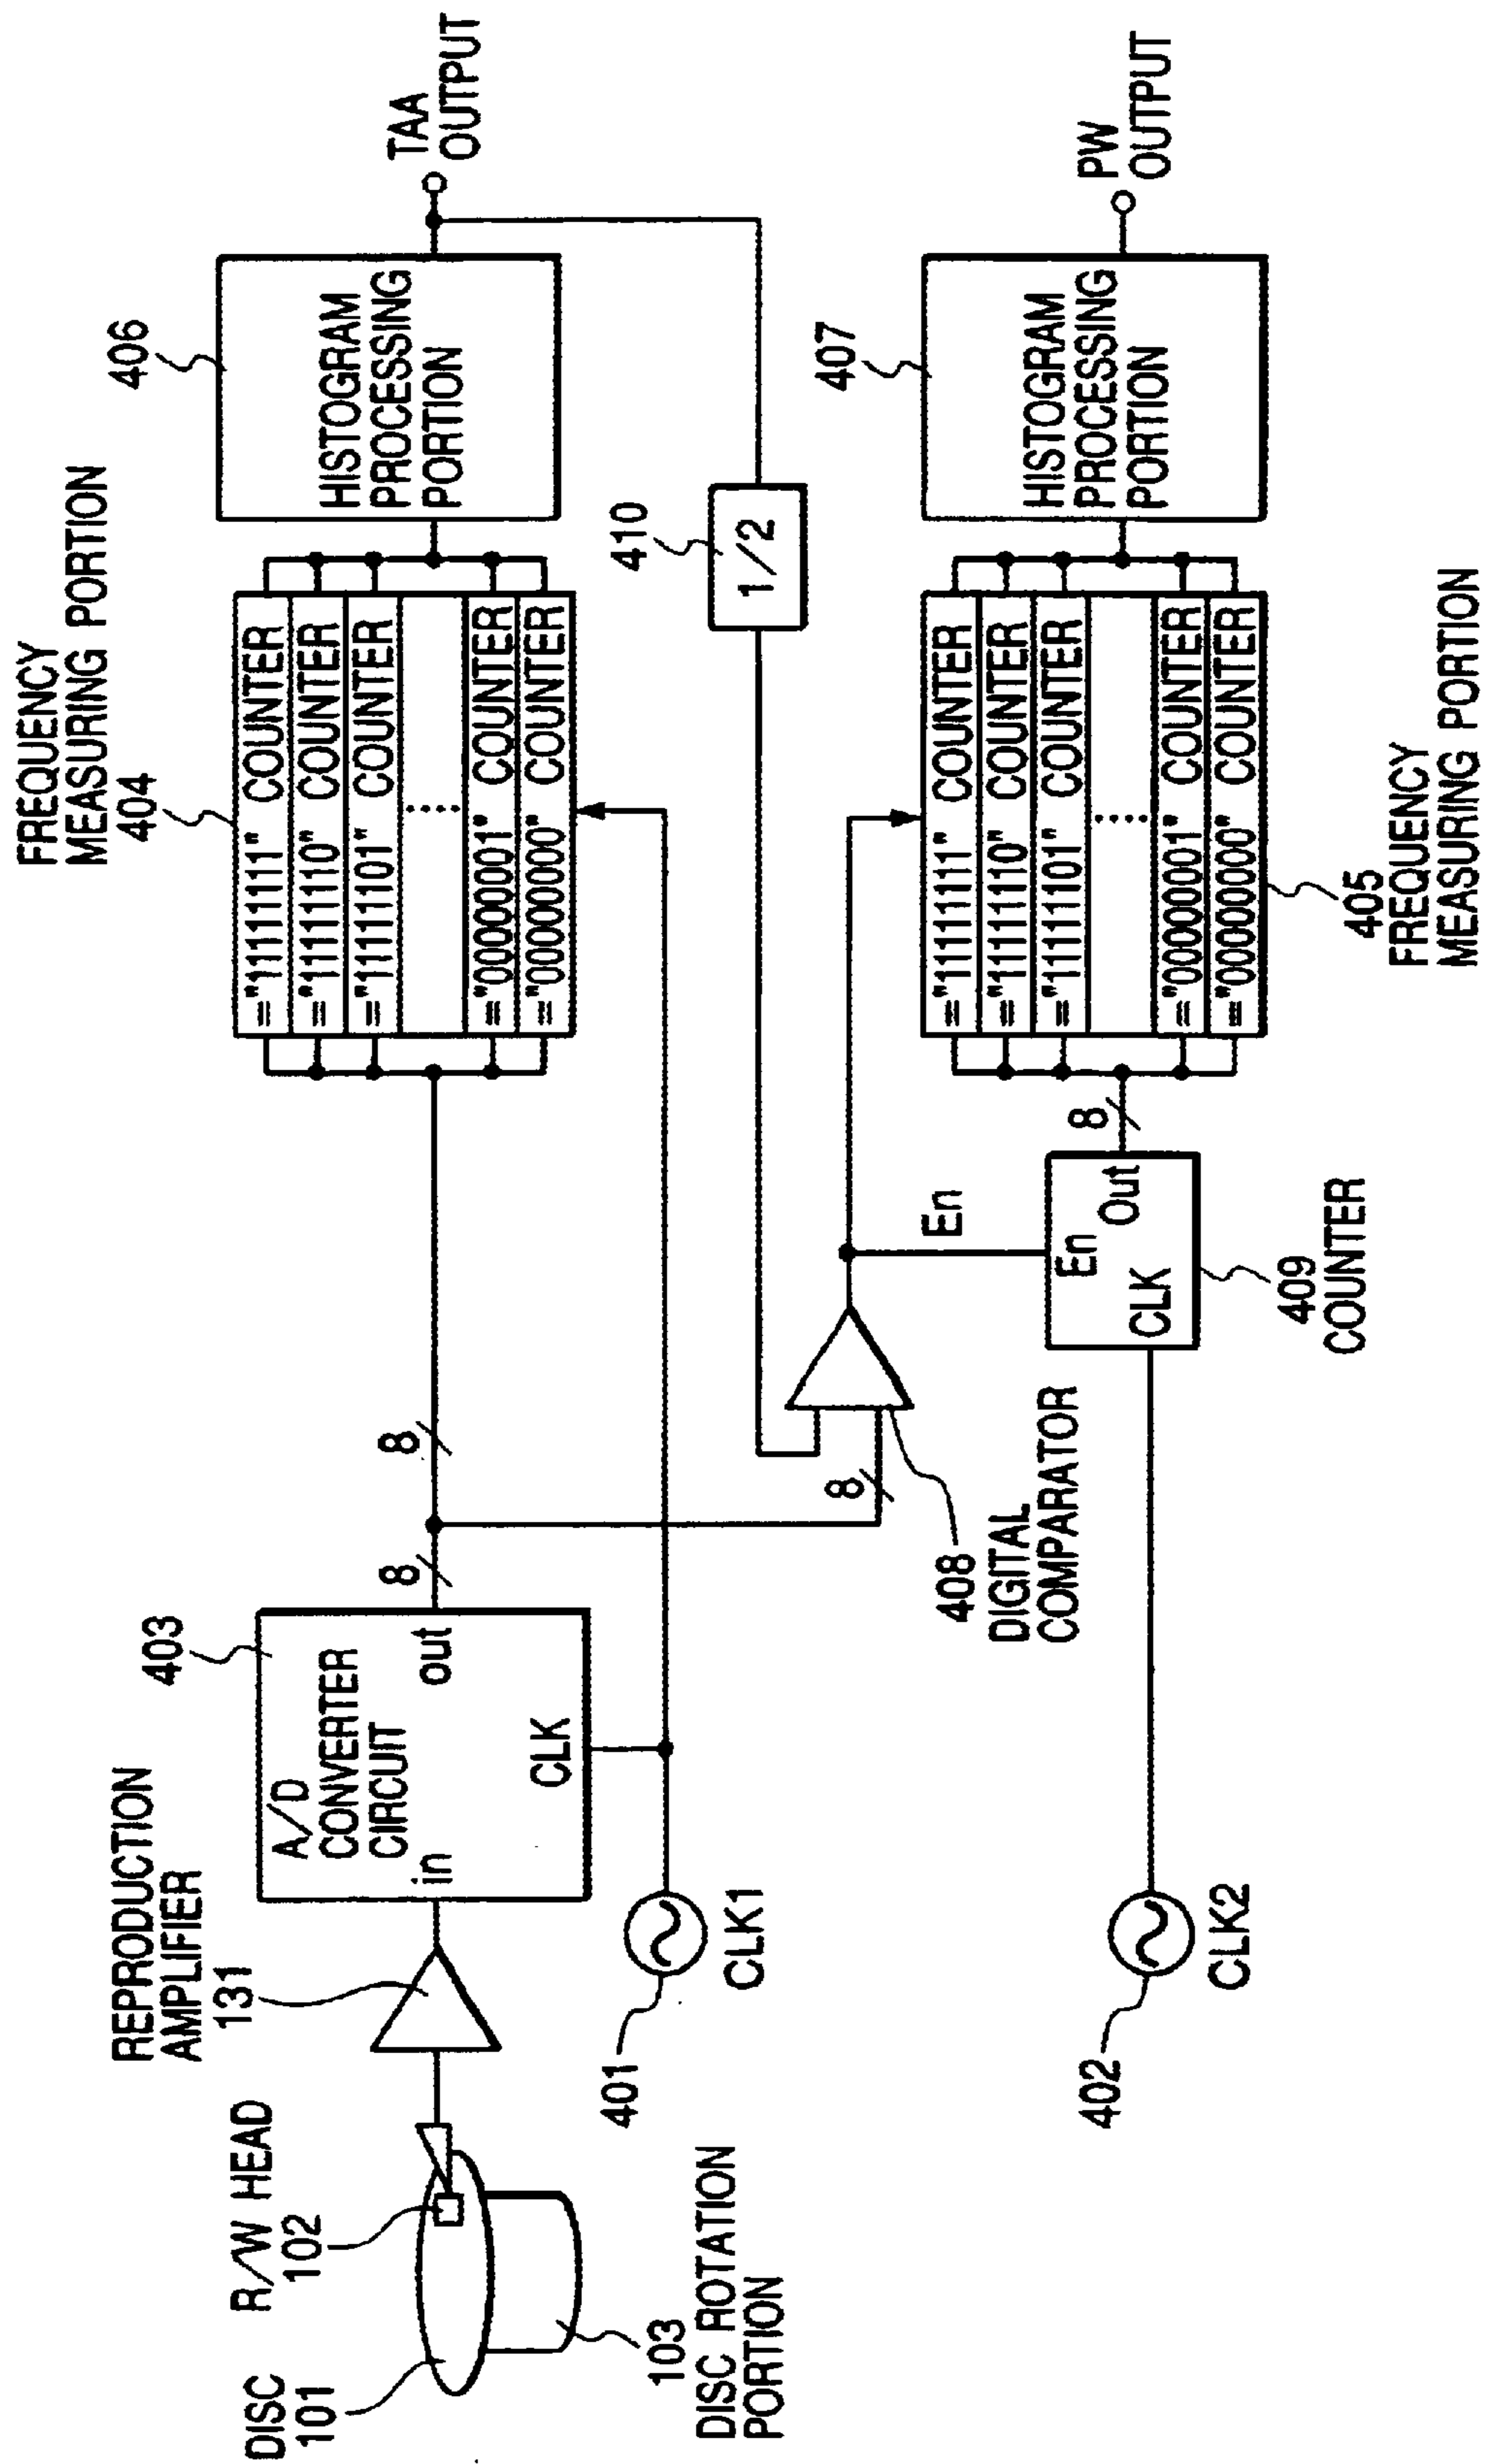 DISC
101
R/W HEAD
102
103
DISC ROTATION
PORTION
REPRODUCTION
AMPLIFIER
131
403
A/D
CONVERTER
CIRCUIT
in
out
CLK
401
CLK1
402
CLK2
8
8
8
408
DIGITAL
COMPARATOR
En
En
Out
CLK
409
COUNTER
8
FREQUENCY
MEASURING PORTION
404
="11111111" COUNTER
="11111110" COUNTER
="11111101" COUNTER
="00000001" COUNTER
="00000000" COUNTER
410
1/2
="11111111" COUNTER
="11111110" COUNTER
="11111101" COUNTER
="00000001" COUNTER
="00000000" COUNTER
405
FREQUENCY
MEASURING PORTION
406
HISTOGRAM
PROCESSING
PORTION
TAA
OUTPUT
407
HISTOGRAM
PROCESSING
PORTION
PW
OUTPUT